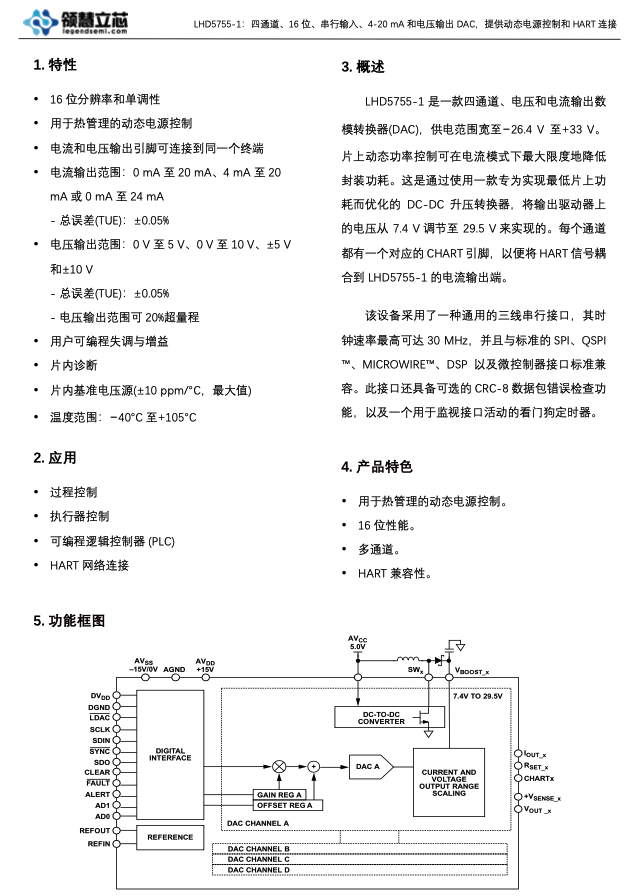 领慧立芯
legendsemi.com
LHD5755-1：四通道、16 位、串行输入、4-20 mA 和电压输出 DAC，提供动态电源控制和 HART 连接
1. 特性
• 16 位分辨率和单调性
• 用于热管理的动态电源控制
• 电流和电压输出引脚可连接到同一个终端
• 电流输出范围：0 mA 至 20 mA、4 mA 至 20
mA 或 0 mA 至 24 mA
- 总误差(TUE)：±0.05%
• 电压输出范围：0 V 至 5 V、0 V 至 10 V、±5 V
和±10 V
- 总误差(TUE)：±0.05%
- 电压输出范围可 20%超量程
• 用户可编程失调与增益
• 片内诊断
• 片内基准电压源(±10 ppm/°C，最大值)
• 温度范围：−40°C 至+105°C
2. 应用
• 过程控制
• 执行器控制
• 可编程逻辑控制器 (PLC)
• HART 网络连接
3. 概述
LHD5755-1 是一款四通道、电压和电流输出数
模转换器(DAC)，供电范围宽至−26.4 V 至+33 V。
片上动态功率控制可在电流模式下最大限度地降低
封装功耗。这是通过使用一款专为实现最低片上功
耗而优化的 DC-DC 升压转换器，将输出驱动器上
的电压从 7.4 V 调节至 29.5 V 来实现的。每个通道
都有一个对应的 CHART 引脚，以便将 HART 信号耦
合到 LHD5755-1 的电流输出端。
该设备采用了一种通用的三线串行接口，其时
钟速率最高可达 30 MHz，并且与标准的 SPI、QSPI
™、MICROWIRE™、DSP 以及微控制器接口标准兼
容。此接口还具备可选的 CRC-8 数据包错误检查功
能，以及一个用于监视接口活动的看门狗定时器。
4. 产品特色
• 用于热管理的动态电源控制。
• 16 位性能。
• 多通道。
• HART 兼容性。
5. 功能框图
AVSS
–15V/0V
AGND
AVDD
+15V
AVCC
5.0V
SWx
VBOOST_x
7.4V TO 29.5V
DVDD
DGND
LDAC
SCLK
SDIN
SYNC
SDO
CLEAR
FAULT
ALERT
AD1
AD0
REFOUT
REFIN
DIGITAL
INTERFACE
REFERENCE
DC-TO-DC
CONVERTER
+
DAC A
GAIN REG A
OFFSET REG A
CURRENT AND
VOLTAGE
OUTPUT RANGE
SCALING
DAC CHANNEL A
DAC CHANNEL B
DAC CHANNEL C
DAC CHANNEL D
IOUT_x
RSET_x
CHARTx
+VSENSE_x
VOUT_x